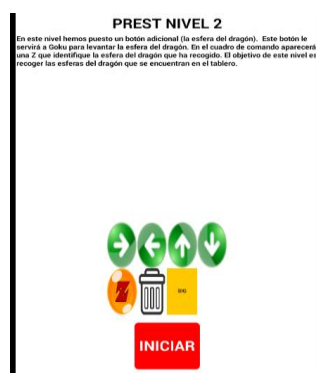 PREST NIVEL 2
En este nivel hemos puesto un botón adicional (la esfera del dragón). Este botón le
servirá a Goku para levantar la esfera del dragón. En el cuadro de comando aparecerá
una Z que identifique la esfera del dragón que ha recogido. El objetivo de este nivel es
recoger las esferas del dragón que se encuentran en el tablero.
Z
INICIAR